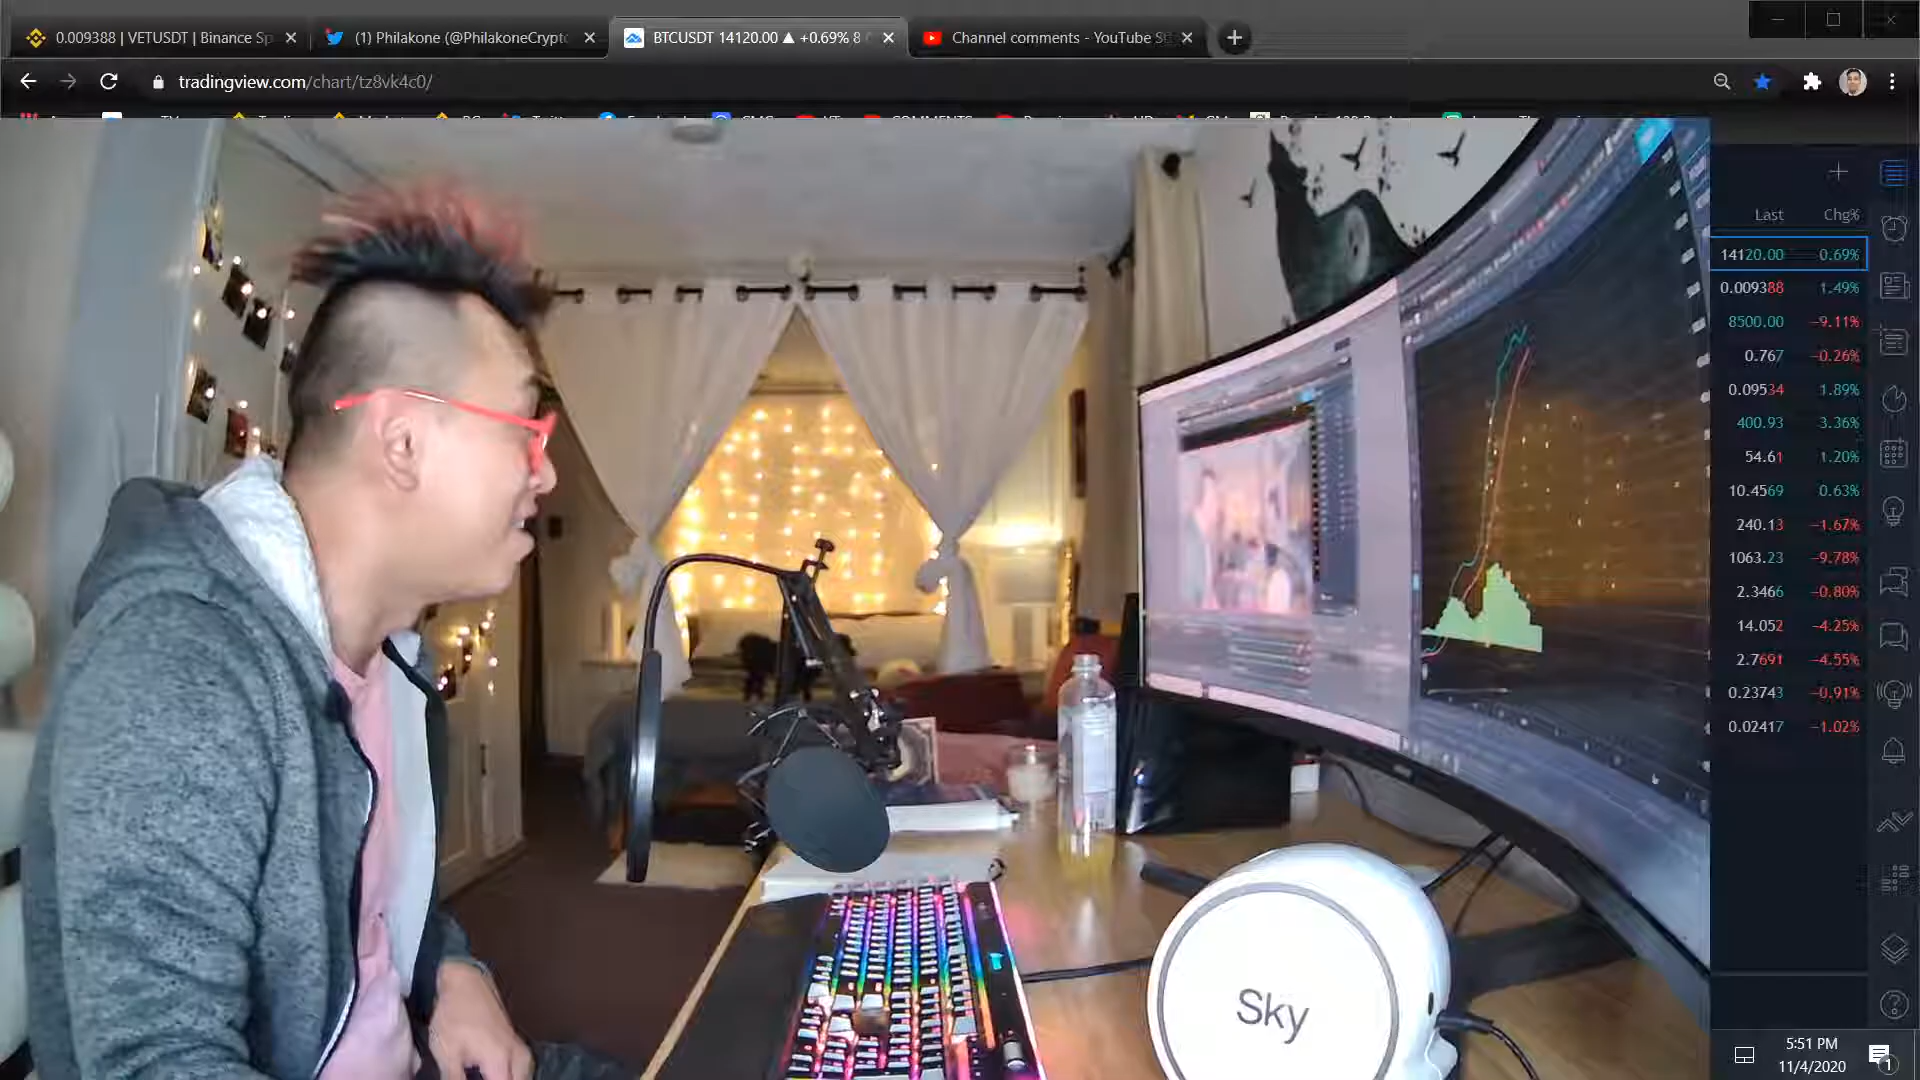 0.009388 | VETUSDT | Binance Sp
(1) Philakone (@PhilakoneCrypto
BTCUSDT 14120.00 ▲ +0.69% 8
Channel comments - YouTube St
tradingview.com/chart/tz8vk4c0/
COMMENTS
Last Chg%
14120.00 0.69%
0.009388 1.49%
8500.00 −9.11%
0.767 −0.26%
0.09534 1.89%
400.93 3.36%
54.61 1.20%
10.4569 0.63%
240.13 −1.67%
1063.23 −9.78%
2.3466 −0.80%
14.052 −4.25%
2.7691 −4.55%
0.23743 −0.91%
0.02417 −1.02%
Sky
5:51 PM
11/4/2020
1